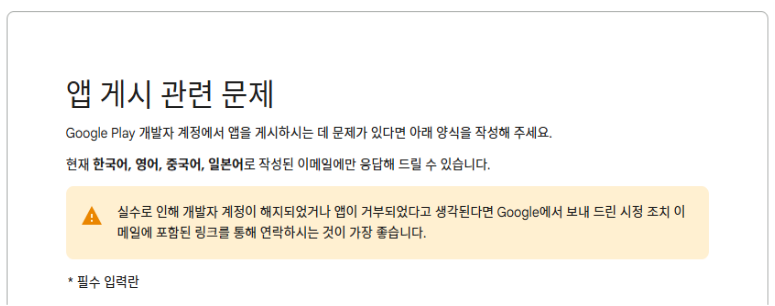 앱 게시 관련 문제
Google Play 개발자 계정에서 앱을 게시하시는 데 문제가 있다면 아래 양식을 작성해 주세요.
현재 한국어, 영어, 중국어, 일본어로 작성된 이메일에만 응답해 드릴 수 있습니다.
실수로 인해 개발자 계정이 해지되었거나 앱이 거부되었다고 생각된다면 Google에서 보내 드린 시정 조치 이
메일에 포함된 링크를 통해 연락하시는 것이 가장 좋습니다.
* 필수 입력란